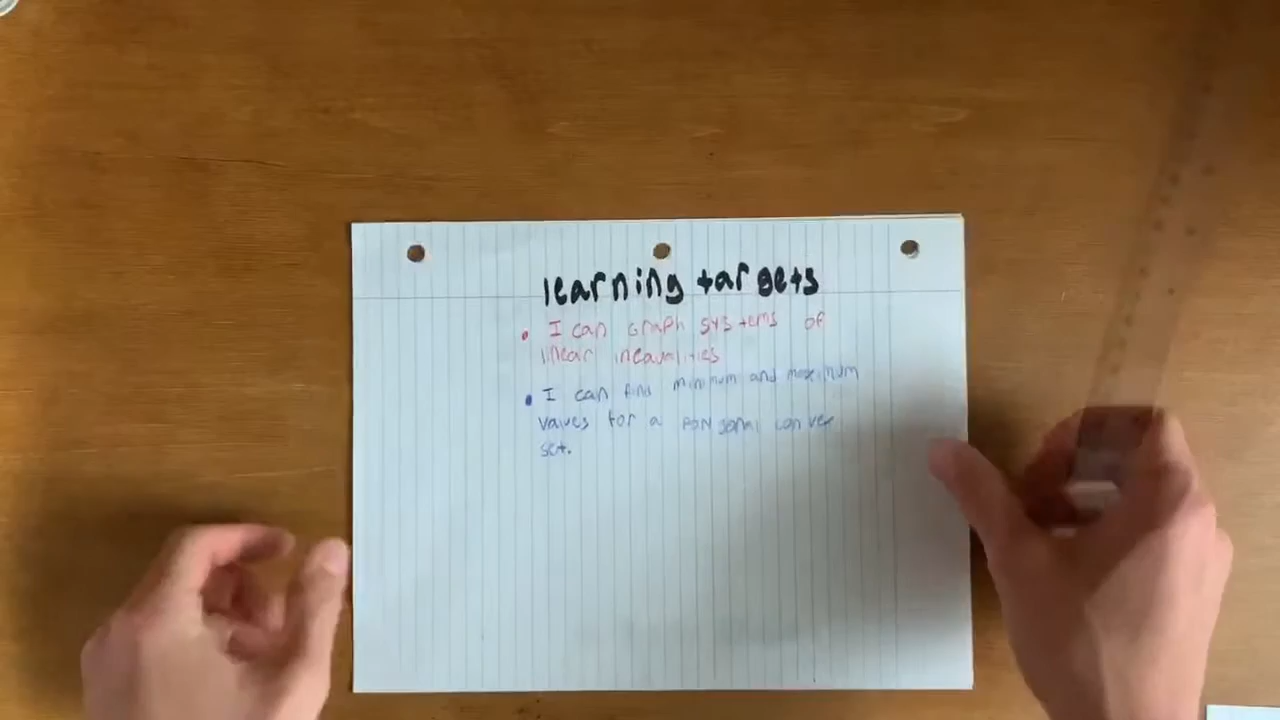 learning targets
• I can graph systems of
linear inequalities
• I can find minimum and maximum
values for a polygonal convex
set.